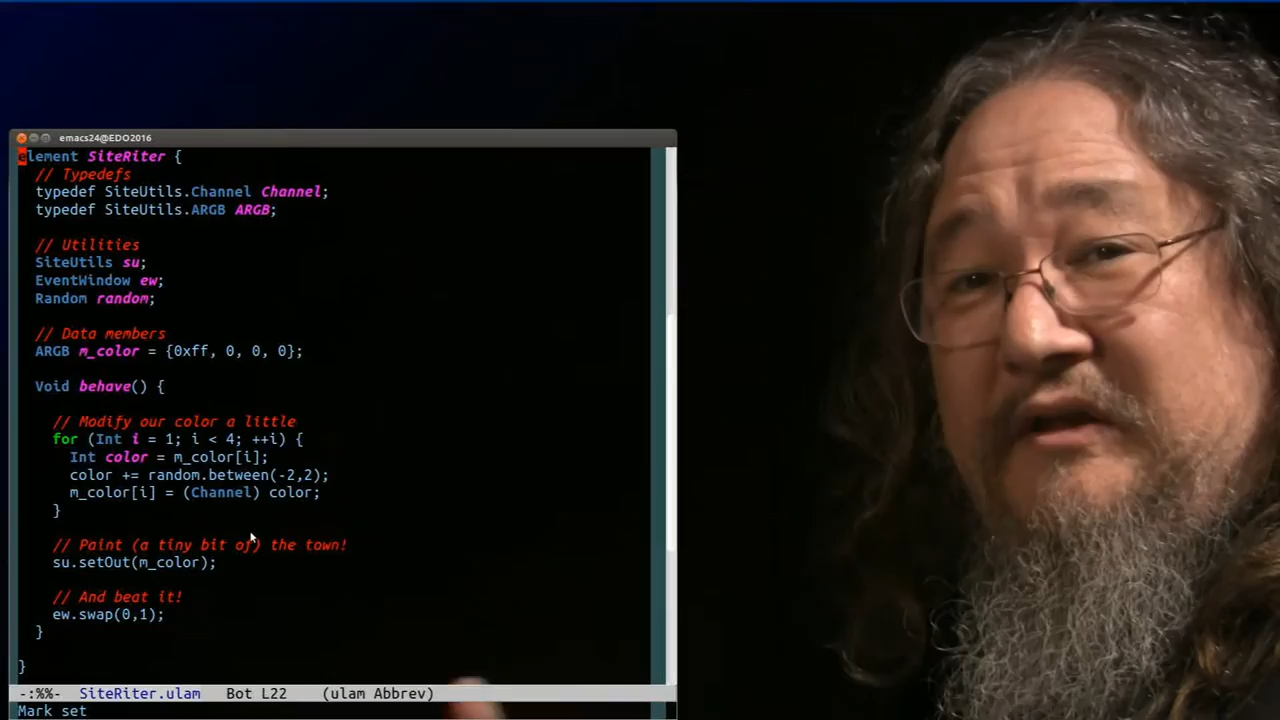 emacs24@EDO2016
element SiteRiter {
// Typedefs
typedef SiteUtils.Channel Channel;
typedef SiteUtils.ARGB ARGB;
// Utilities
SiteUtils su;
EventWindow ew;
Random random;
// Data members
ARGB m_color = {0xff, 0, 0, 0};
Void behave() {
// Modify our color a little
for (Int i = 1; i < 4; ++i) {
Int color = m_color[i];
color += random.between(-2,2);
m_color[i] = (Channel) color;
}
// Paint (a tiny bit of) the town!
su.setOut(m_color);
// And beat it!
ew.swap(0,1);
}
}
-:%%- SiteRiter.ulam Bot L22 (ulam Abbrev)
Mark set